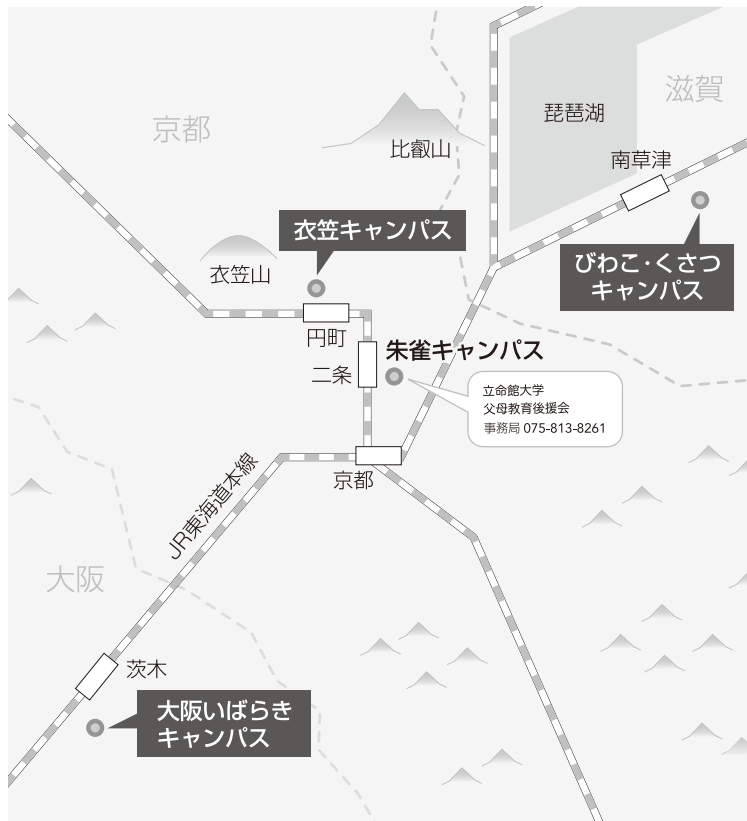 滋賀
琵琶湖
京都
比叡山
南草津
衣笠キャンパス
衣笠山
びわこ・くさつ
キャンパス
円町
朱雀キャンパス
二条
立命館大学
父母教育後援会
事務局 075-813-8261
京都
JR東海道本線
大阪
茨木
大阪いばらき
キャンパス